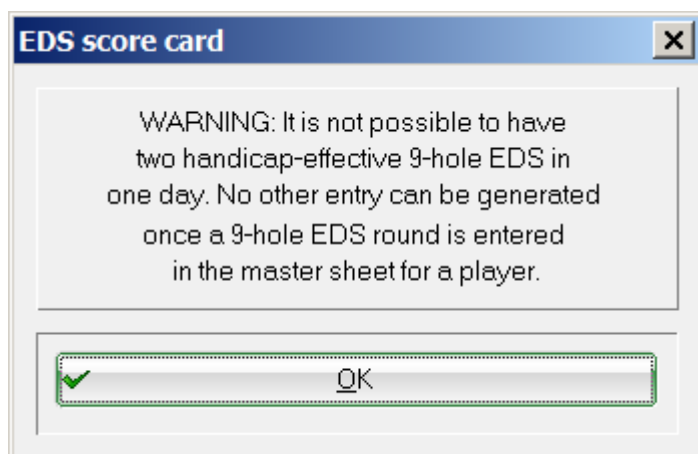 EDS score card
WARNING: It is not possible to have
two handicap-effective 9-hole EDS in
one day. No other entry can be generated
once a 9-hole EDS round is entered
in the master sheet for a player.
OK